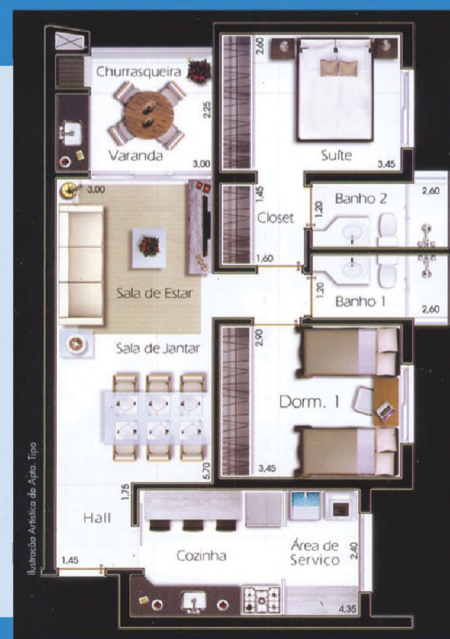 2,60
Churrasqueira
2,25
Varanda
3,00
Suíte
3,45
3,00
1,45
Closet
1,60
Banho 2
2,60
1,20
Banho 1
1,20
2,60
Sala de Estar
Sala de Jantar
2,90
Dorm. 1
3,45
5,70
1,75
Hall
1,45
Cozinha
Área de
Serviço
2,40
4,35
Ilustração Artística do Apto. Tipo